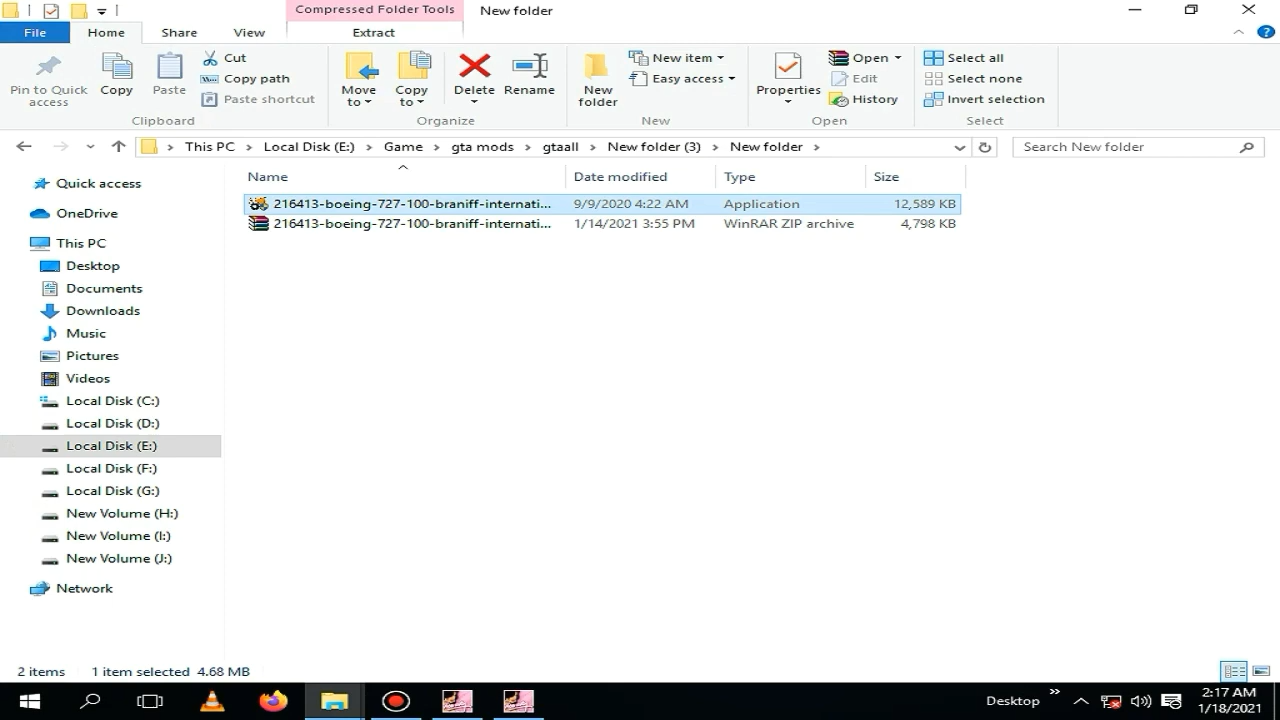 Compressed Folder Tools New folder
File Home Share View Extract
Pin to Quick access
Copy
Paste
Cut
Copy path
Paste shortcut
Clipboard
Move to
Copy to
Delete
Rename
Organize
New folder
New item
Easy access
New
Properties
Open
Edit
History
Open
Select all
Select none
Invert selection
Select
This PC Local Disk (E:) Game gta mods gtaall New folder (3) New folder
Search New folder
Name Date modified Type Size
216413-boeing-727-100-braniff-internati... 9/9/2020 4:22 AM Application 12,589 KB
216413-boeing-727-100-braniff-internati... 1/14/2021 3:55 PM WinRAR ZIP archive 4,798 KB
Quick access
OneDrive
This PC
Desktop
Documents
Downloads
Music
Pictures
Videos
Local Disk (C:)
Local Disk (D:)
Local Disk (E:)
Local Disk (F:)
Local Disk (G:)
New Volume (H:)
New Volume (I:)
New Volume (J:)
Network
2 items 1 item selected 4.68 MB
Desktop
2:17 AM
1/18/2021